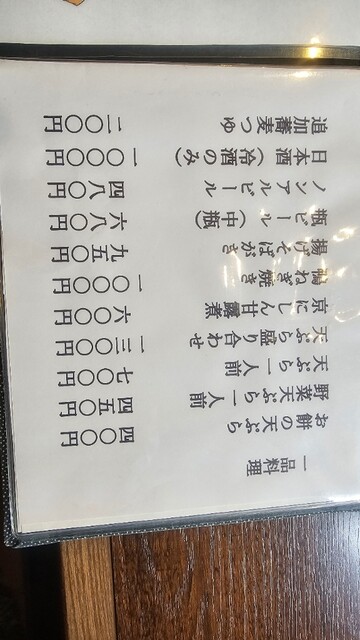 一品料理
お餅の天ぷら 四〇〇円
野菜天ぷら一人前 四五〇円
天ぷら一人前 七〇〇円
天ぷら盛り合わせ 一三〇〇円
京にしん甘露煮 六〇〇円
鴨ねぎ焼き 一〇〇〇円
揚げそばがき 九五〇円
瓶ビール（中瓶） 六八〇円
ノンアルビール 四八〇円
日本酒（冷酒のみ） 一〇〇〇円
追加蕎麦つゆ 二〇〇円